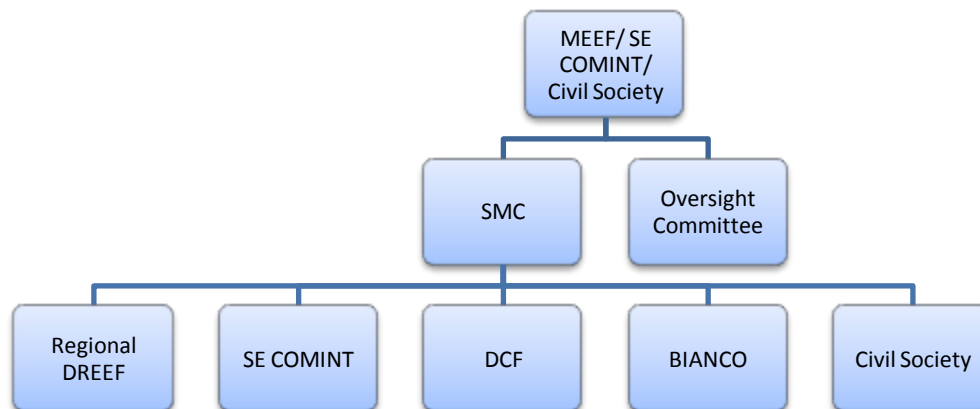 MEEF/ SE
COMINT/
Civil Society
SMC
Oversight
Committee
Regional
DREEF
SE COMINT
DCF
BIANCO
Civil Society